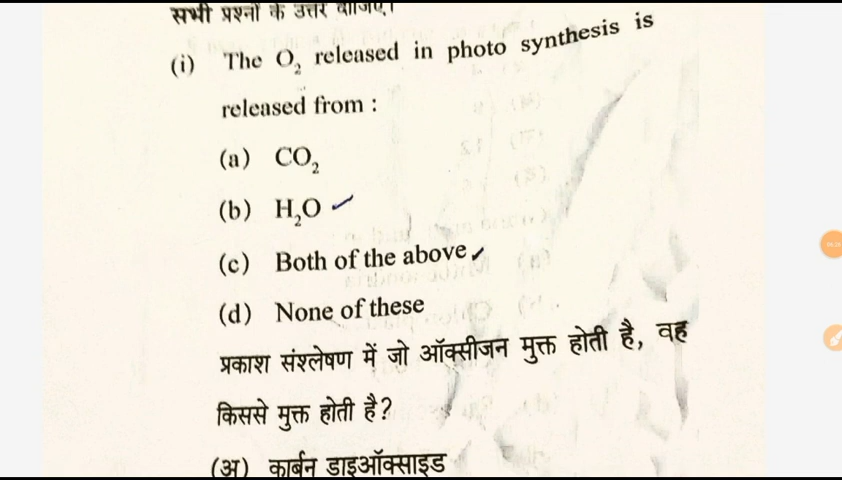 सभी प्रश्नों के उत्तर दीजिए।
(i) The O₂ released in photo synthesis is
released from :
(a) CO₂
(b) H₂O
(c) Both of the above
(d) None of these
प्रकाश संश्लेषण में जो ऑक्सीजन मुक्त होती है, वह
किससे मुक्त होती है?
(अ) कार्बन डाइऑक्साइड